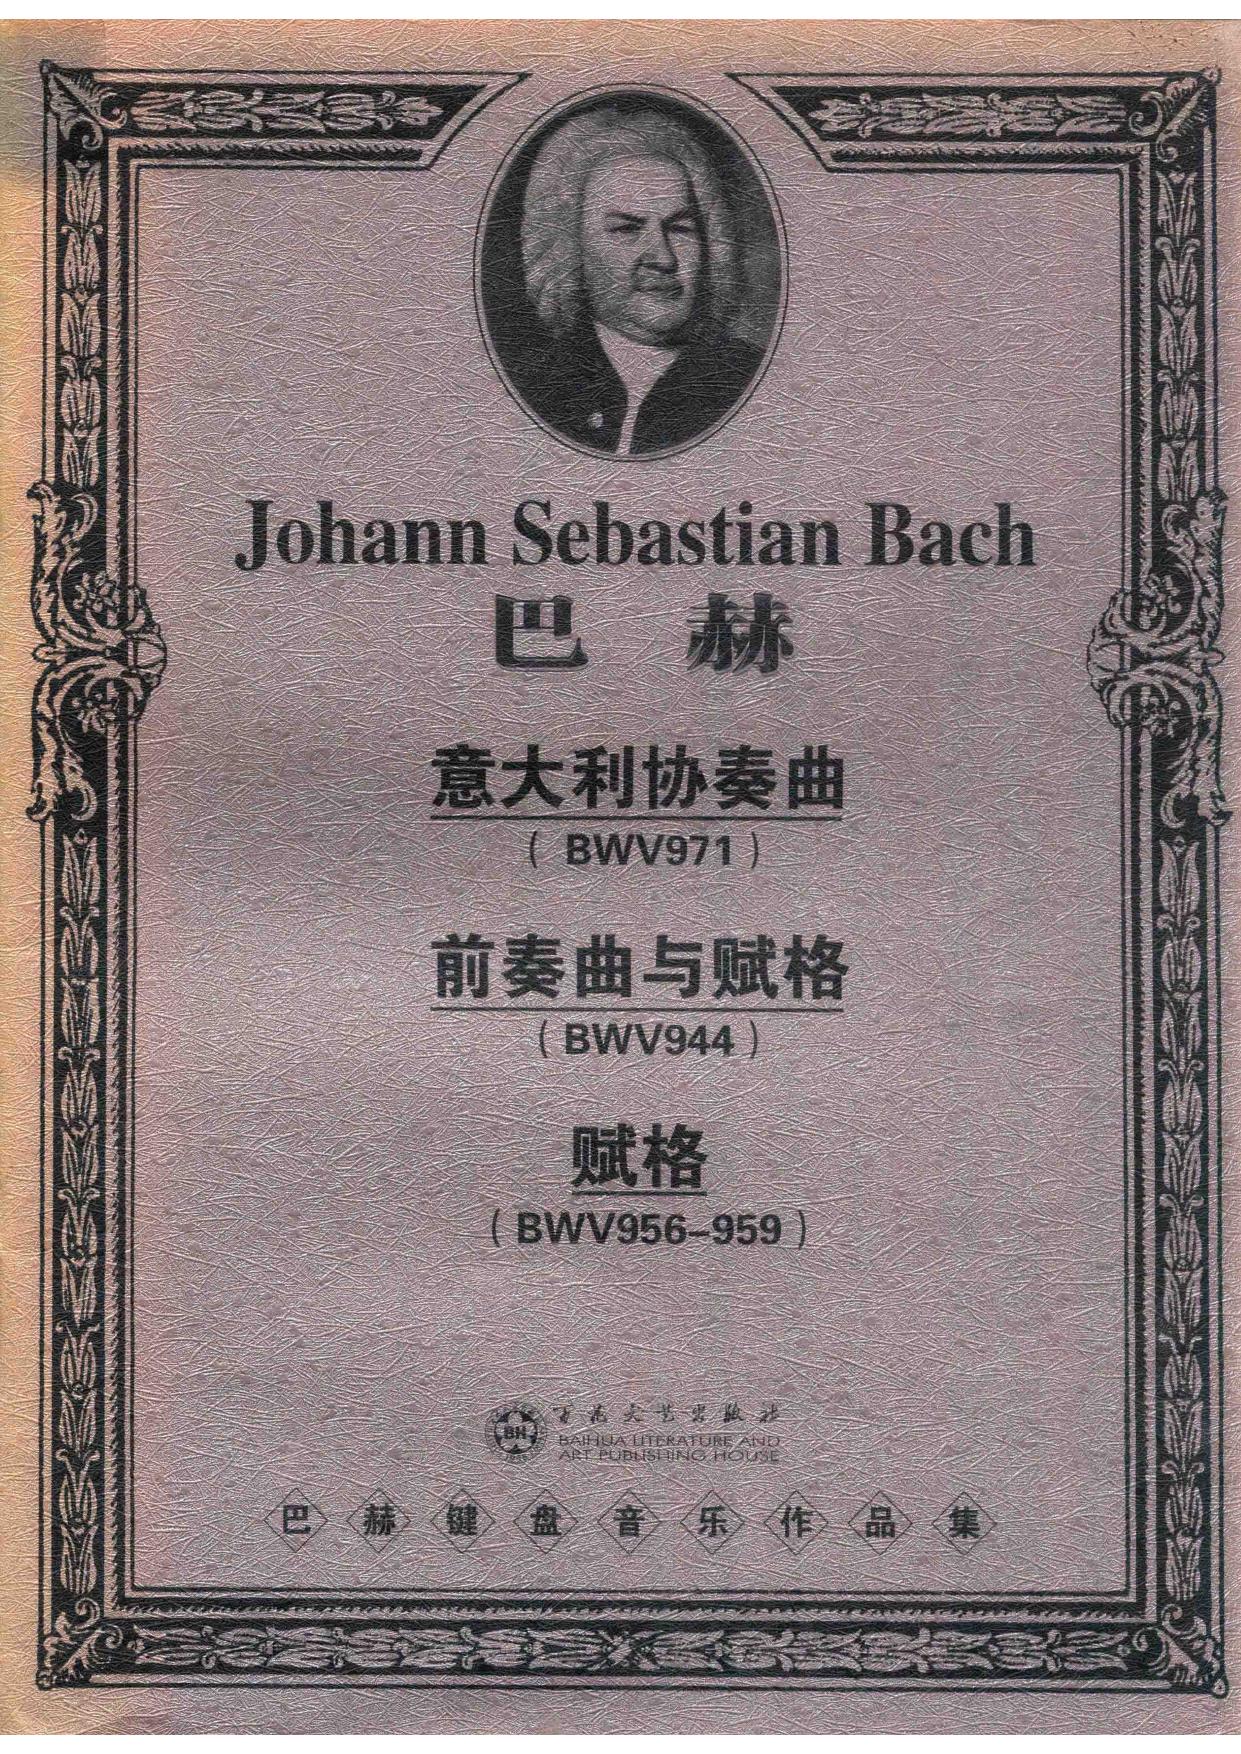 Johann Sebastian Bach
巴赫
意大利协奏曲
（BWV971）
前奏曲与赋格
（BWV944）
赋格
（BWV956–959）
BH
百花文艺出版社
BAIHUA LITERATURE AND
ART PUBLISHING HOUSE
巴赫键盘音乐作品集